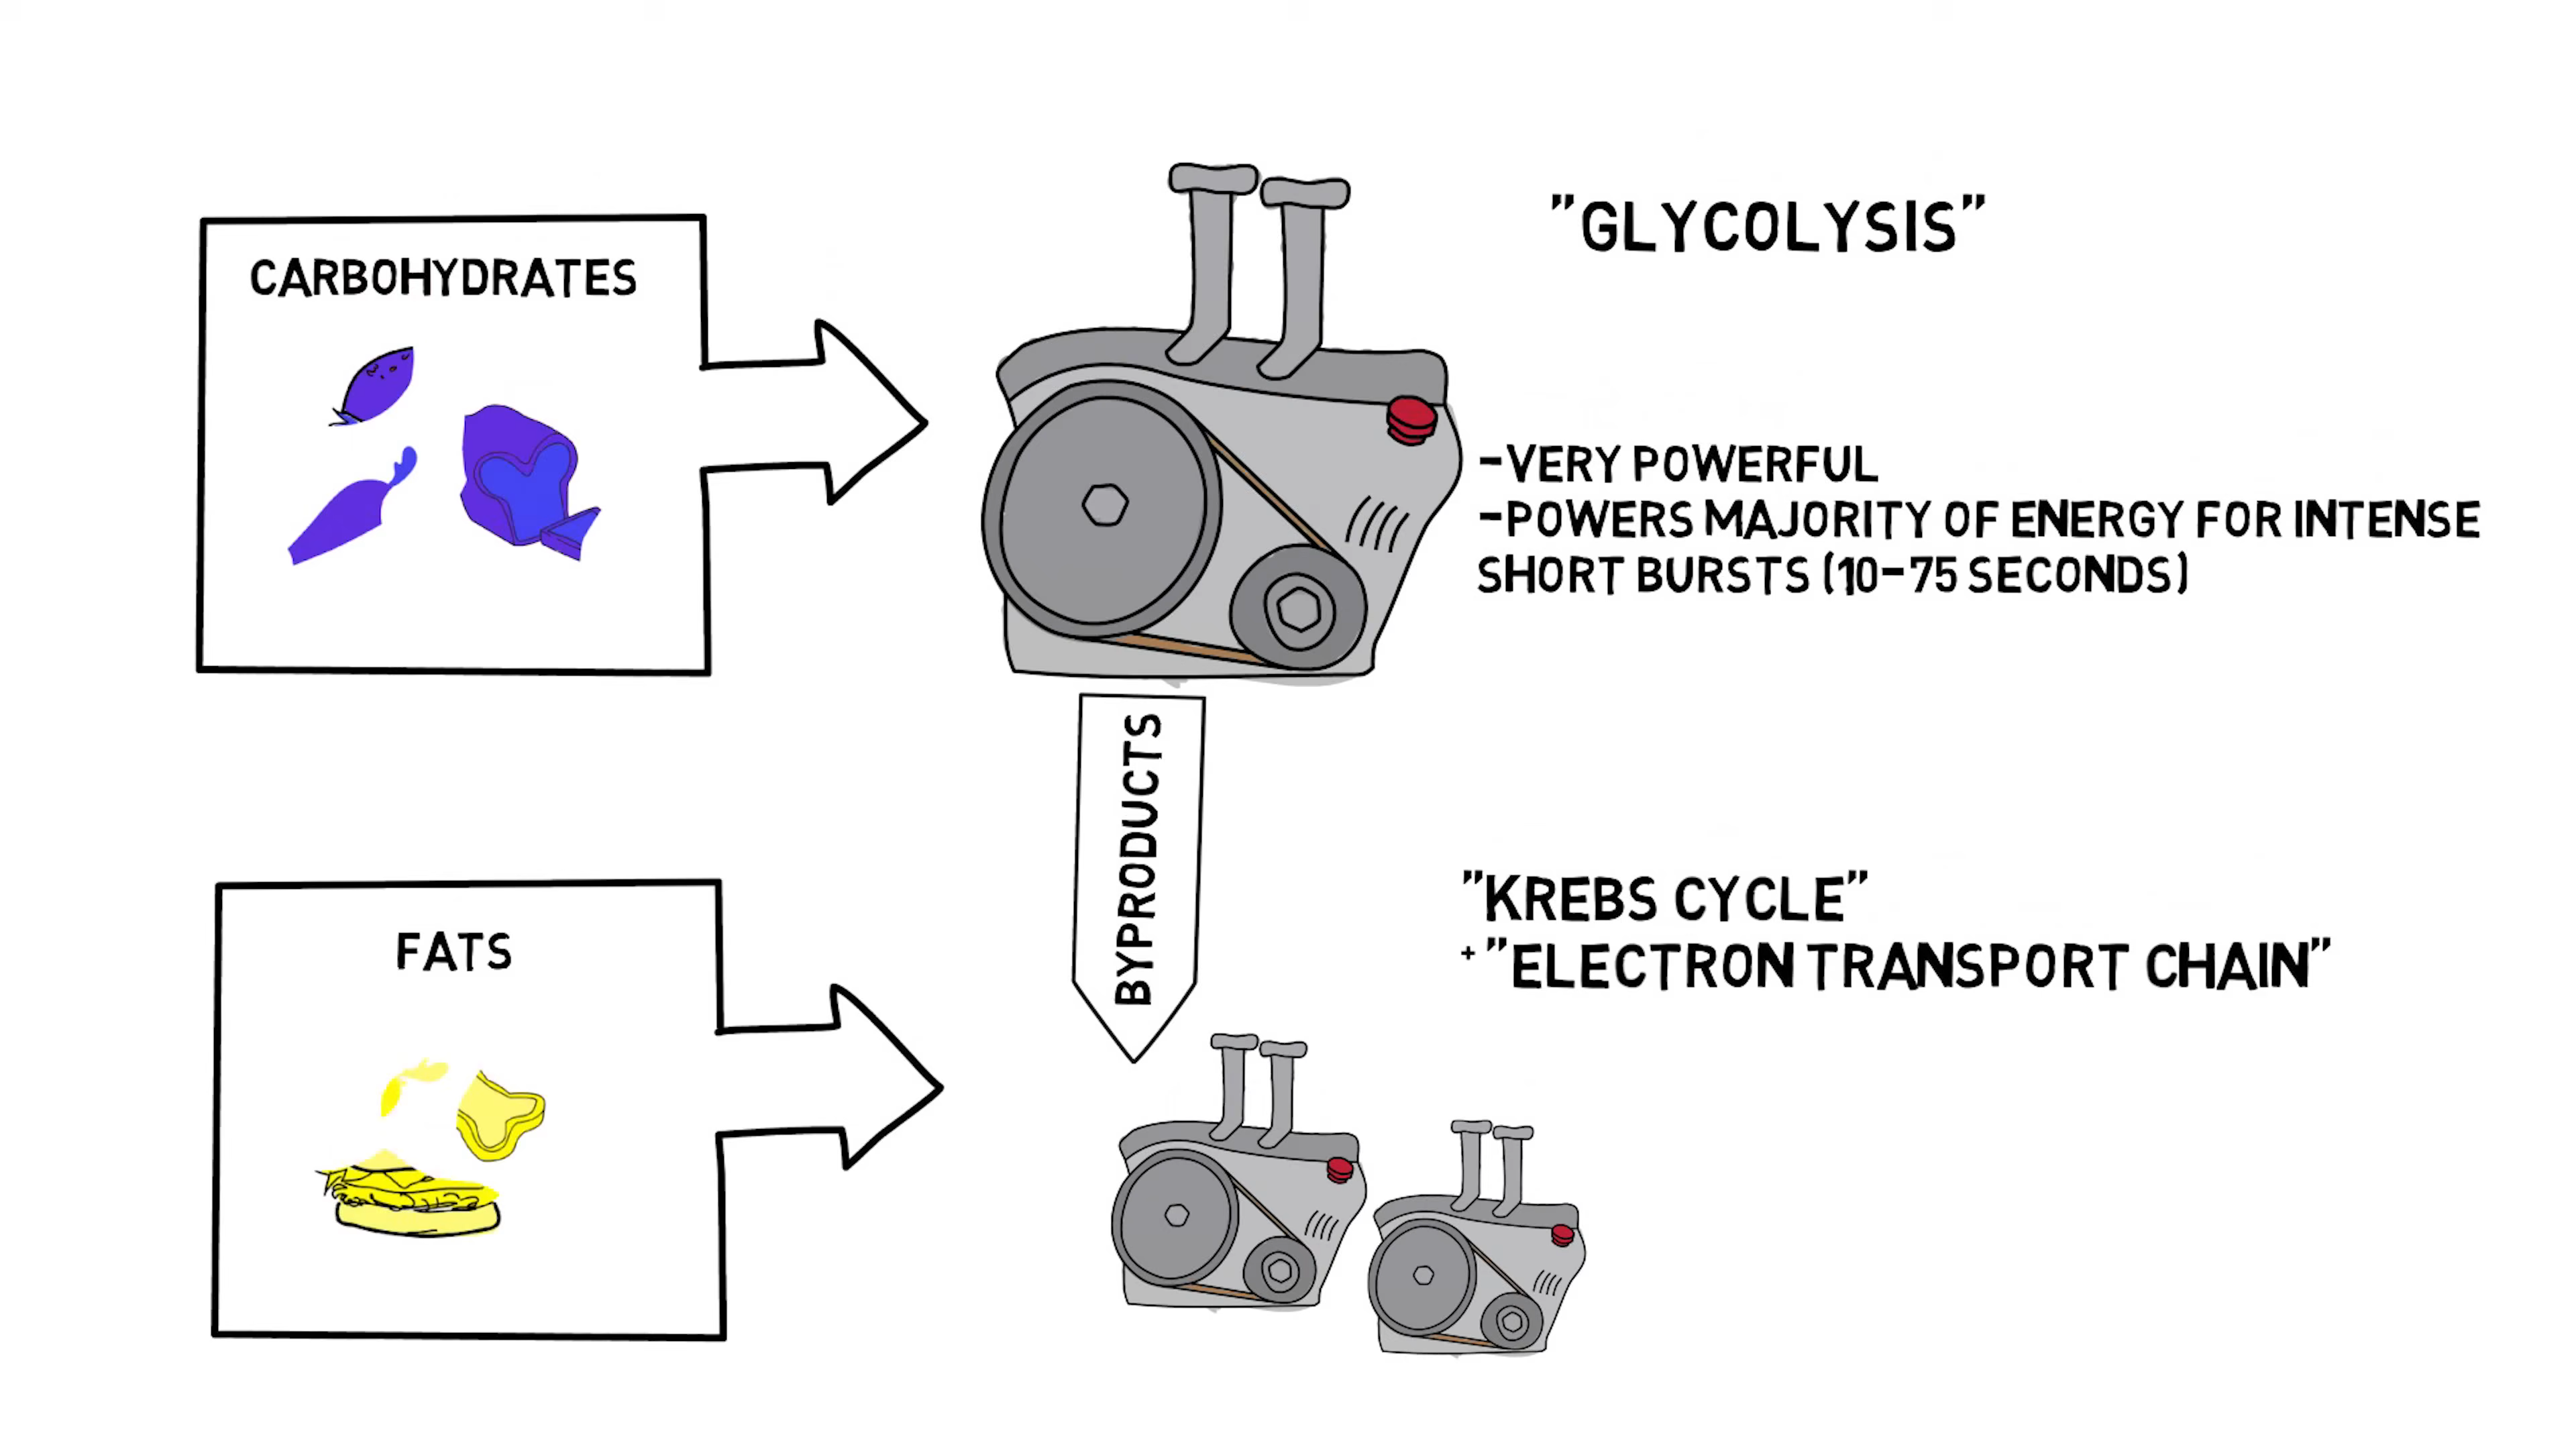 CARBOHYDRATES
"GLYCOLYSIS"
-VERY POWERFUL
-POWERS MAJORITY OF ENERGY FOR INTENSE
SHORT BURSTS (10-75 SECONDS)
BYPRODUCTS
FATS
"KREBS CYCLE"
+"ELECTRON TRANSPORT CHAIN"